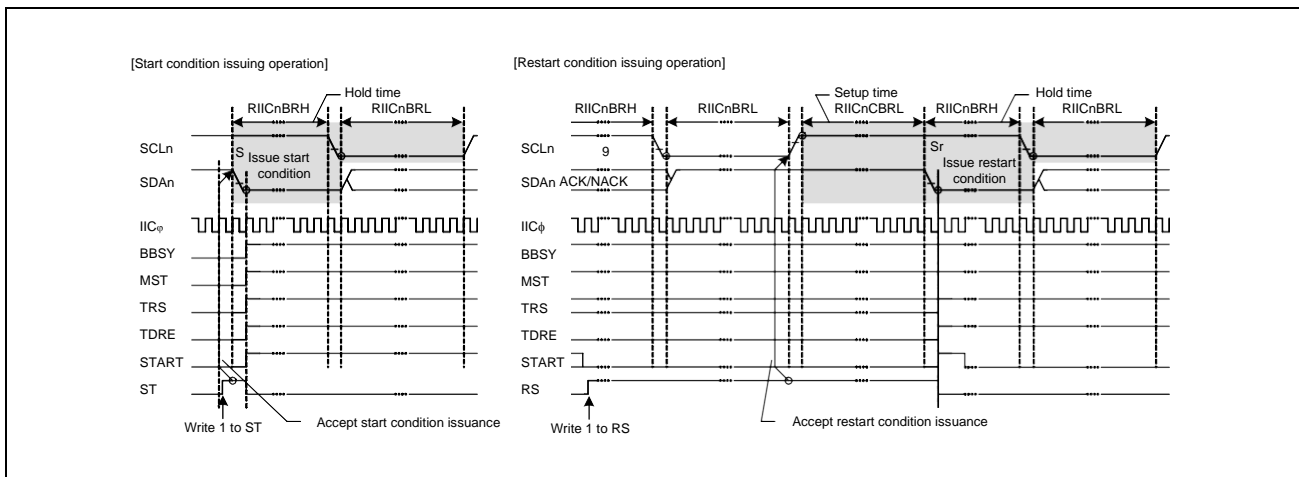 [Start condition issuing operation]
Hold time
RIICnBRH
RIICnBRL
SCLn
S Issue start
condition
SDAn
IICφ
BBSY
MST
TRS
TDRE
START
ST
Write 1 to ST
Accept start condition issuance
[Restart condition issuing operation]
Setup time
Hold time
RIICnBRH
RIICnBRL
RIICnCBRL
RIICnBRH
RIICnBRL
SCLn
9
Sr
Issue restart
condition
SDAn ACK/NACK
IICϕ
BBSY
MST
TRS
TDRE
START
RS
Write 1 to RS
Accept restart condition issuance